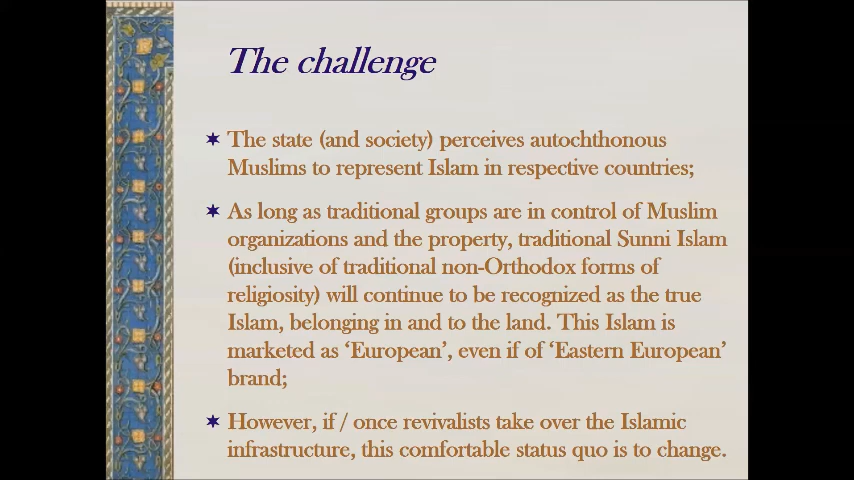 The challenge
The state (and society) perceives autochthonous
Muslims to represent Islam in respective countries;
As long as traditional groups are in control of Muslim
organizations and the property, traditional Sunni Islam
(inclusive of traditional non-Orthodox forms of
religiosity) will continue to be recognized as the true
Islam, belonging in and to the land. This Islam is
marketed as ‘European’, even if of ‘Eastern European’
brand;
However, if / once revivalists take over the Islamic
infrastructure, this comfortable status quo is to change.